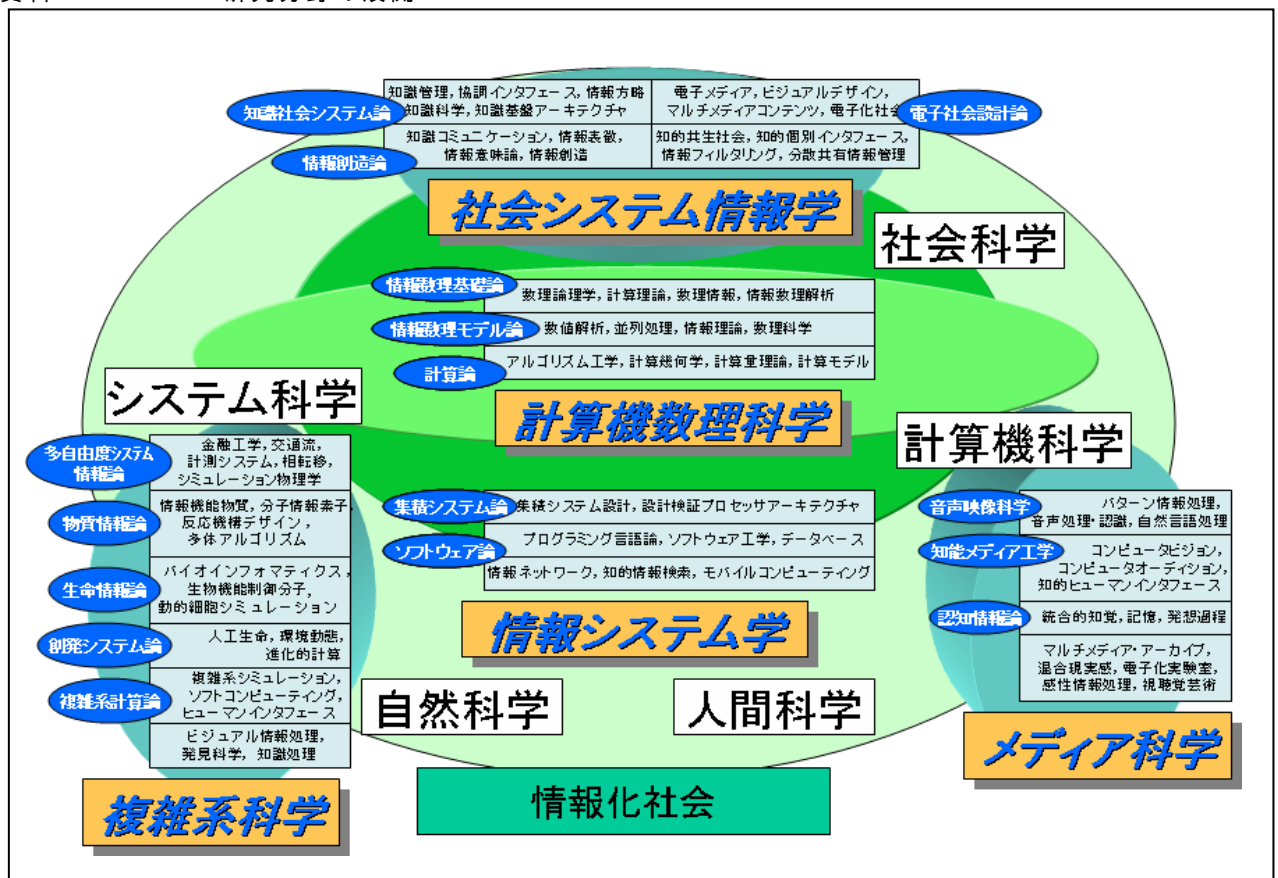 知識社会システム論
知識管理，協調インタフェース，情報方略
知識科学，知識基盤アーキテクチャ
電子メディア，ビジュアルデザイン，
マルチメディアコンテンツ，電子化社会
電子社会設計論
情報創造論
知識コミュニケーション，情報表徴，
情報意味論，情報創造
知的共生社会，知的個別インタフェース，
情報フィルタリング，分散共有情報管理
社会システム情報学
社会科学
情報数理基礎論
数理論理学，計算理論，数理情報，情報数理解析
情報数理モデル論
数値解析，並列処理，情報理論，数理科学
計算論
アルゴリズム工学，計算幾何学，計算量理論，計算モデル
計算機数理科学
システム科学
計算機科学
多自由度システム
情報論
金融工学，交通流，
計測システム，相転移，
シミュレーション物理学
物質情報論
情報機能物質，分子情報素子，
反応機構デザイン，
多体アルゴリズム
生命情報論
バイオインフォマティクス，
生物機能制御分子，
動的細胞シミュレーション
創発システム論
人工生命，環境動態，
進化的計算
複雑系計算論
複雑系シミュレーション，
ソフトコンピューティング，
ヒューマンインタフェース
ビジュアル情報処理，
発見科学，知識処理
複雑系科学
集積システム論
集積システム設計，設計検証プロセッサアーキテクチャ
ソフトウェア論
プログラミング言語論，ソフトウェア工学，データベース
情報ネットワーク，知的情報検索，モバイルコンピューティング
情報システム学
音声映像科学
パターン情報処理，
音声処理・認識，自然言語処理
知能メディア工学
コンピュータビジョン，
コンピュータオーディション，
知的ヒューマンインタフェース
認知情報論
統合的知覚，記憶，発想過程
マルチメディア・アーカイブ，
混合現実感，電子化実験室，
感性情報処理，視聴覚芸術
メディア科学
自然科学
人間科学
情報化社会